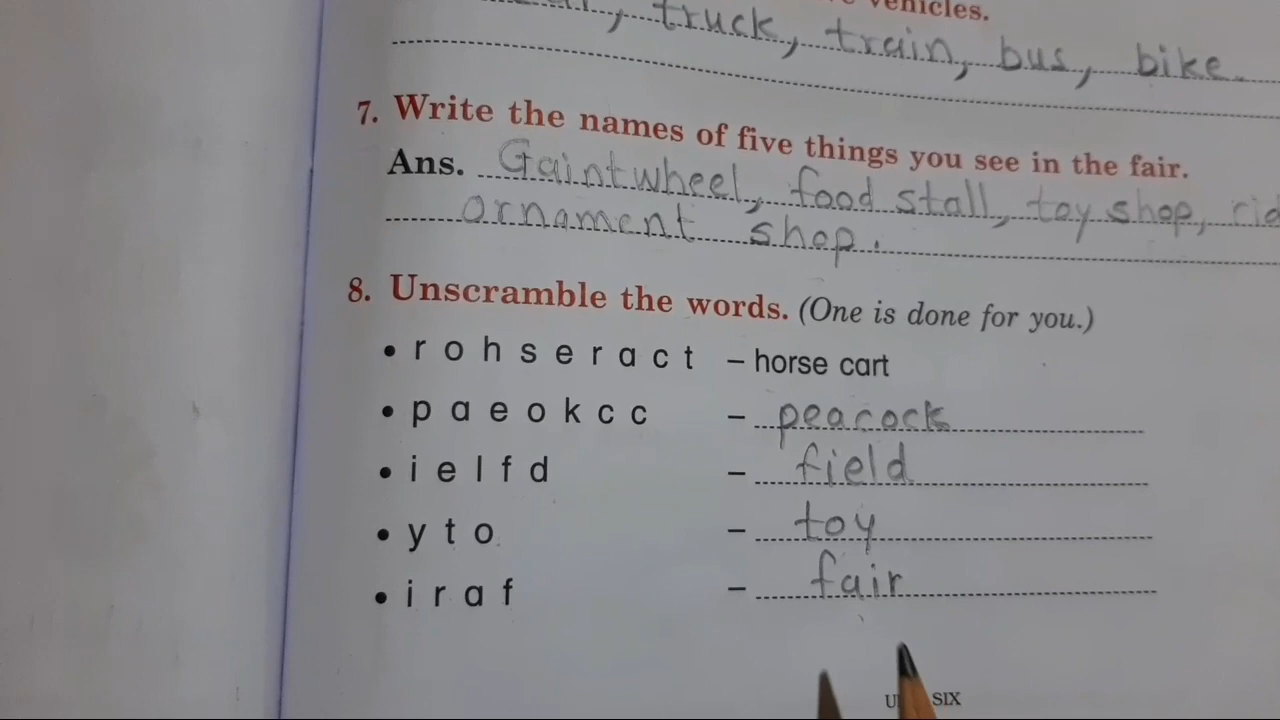 vehicles.
truck, train, bus, bike.
7. Write the names of five things you see in the fair.
Ans. Gaintwheel, food stall, toy shop,
ornament shop.
8. Unscramble the words. (One is done for you.)
• r o h s e r a c t – horse cart
• p a e o k c c – peacock
• i e l f d – field
• y t o – toy
• i r a f – fair
SIX